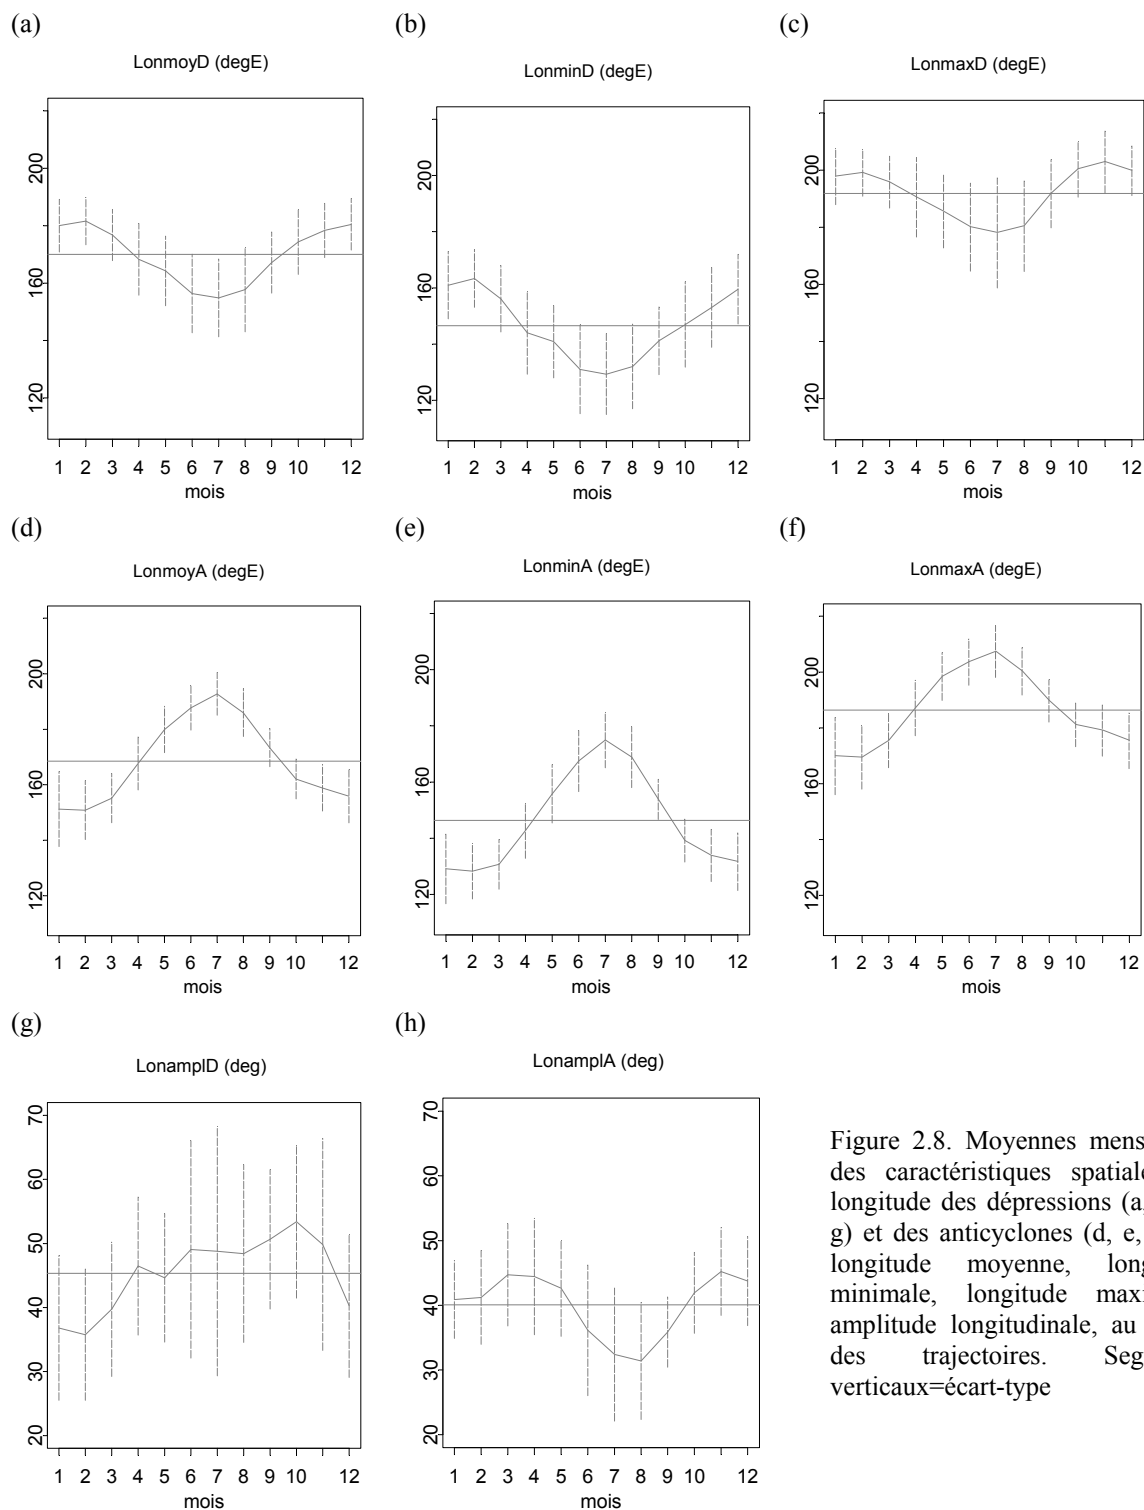 (a)
(b)
(c)
LonmoyD (degE)
LonminD (degE)
LonmaxD (degE)
200
160
120
1 2 3 4 5 6 7 8 9 10 12
mois
200
160
120
1 2 3 4 5 6 7 8 9 10 12
mois
200
160
120
1 2 3 4 5 6 7 8 9 10 12
mois
(d)
(e)
(f)
LonmoyA (degE)
LonminA (degE)
LonmaxA (degE)
200
160
120
1 2 3 4 5 6 7 8 9 10 12
mois
200
160
120
1 2 3 4 5 6 7 8 9 10 12
mois
200
160
120
1 2 3 4 5 6 7 8 9 10 12
mois
(g)
(h)
LonamplD (deg)
LonamplA (deg)
70
60
50
40
30
20
1 2 3 4 5 6 7 8 9 10 12
mois
70
60
50
40
30
20
1 2 3 4 5 6 7 8 9 10 12
mois
Figure 2.8. Moyennes mens
des caractéristiques spatiale
longitude des dépressions (a,
g) et des anticyclones (d, e,
longitude moyenne, long
minimale, longitude maxi
amplitude longitudinale, au
des trajectoires. Seg
verticaux=écart-type